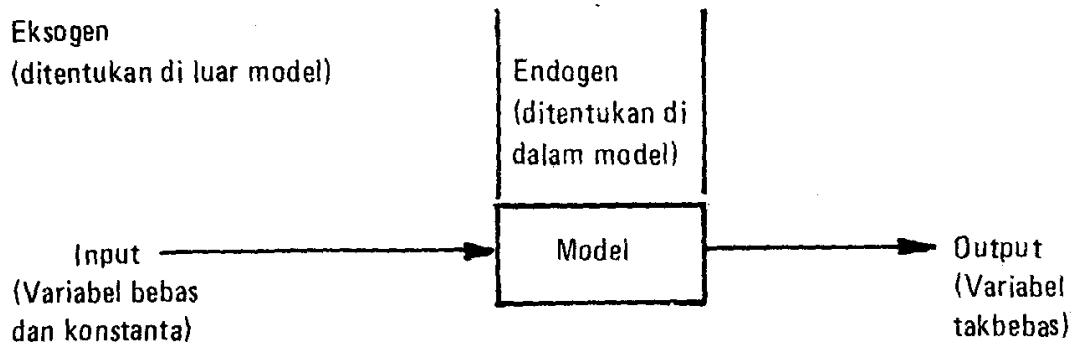 Eksogen
(ditentukan di luar model)
Endogen
(ditentukan di
dalam model)
Input
(Variabel bebas
dan konstanta)
Model
Output
(Variabel
takbebas)